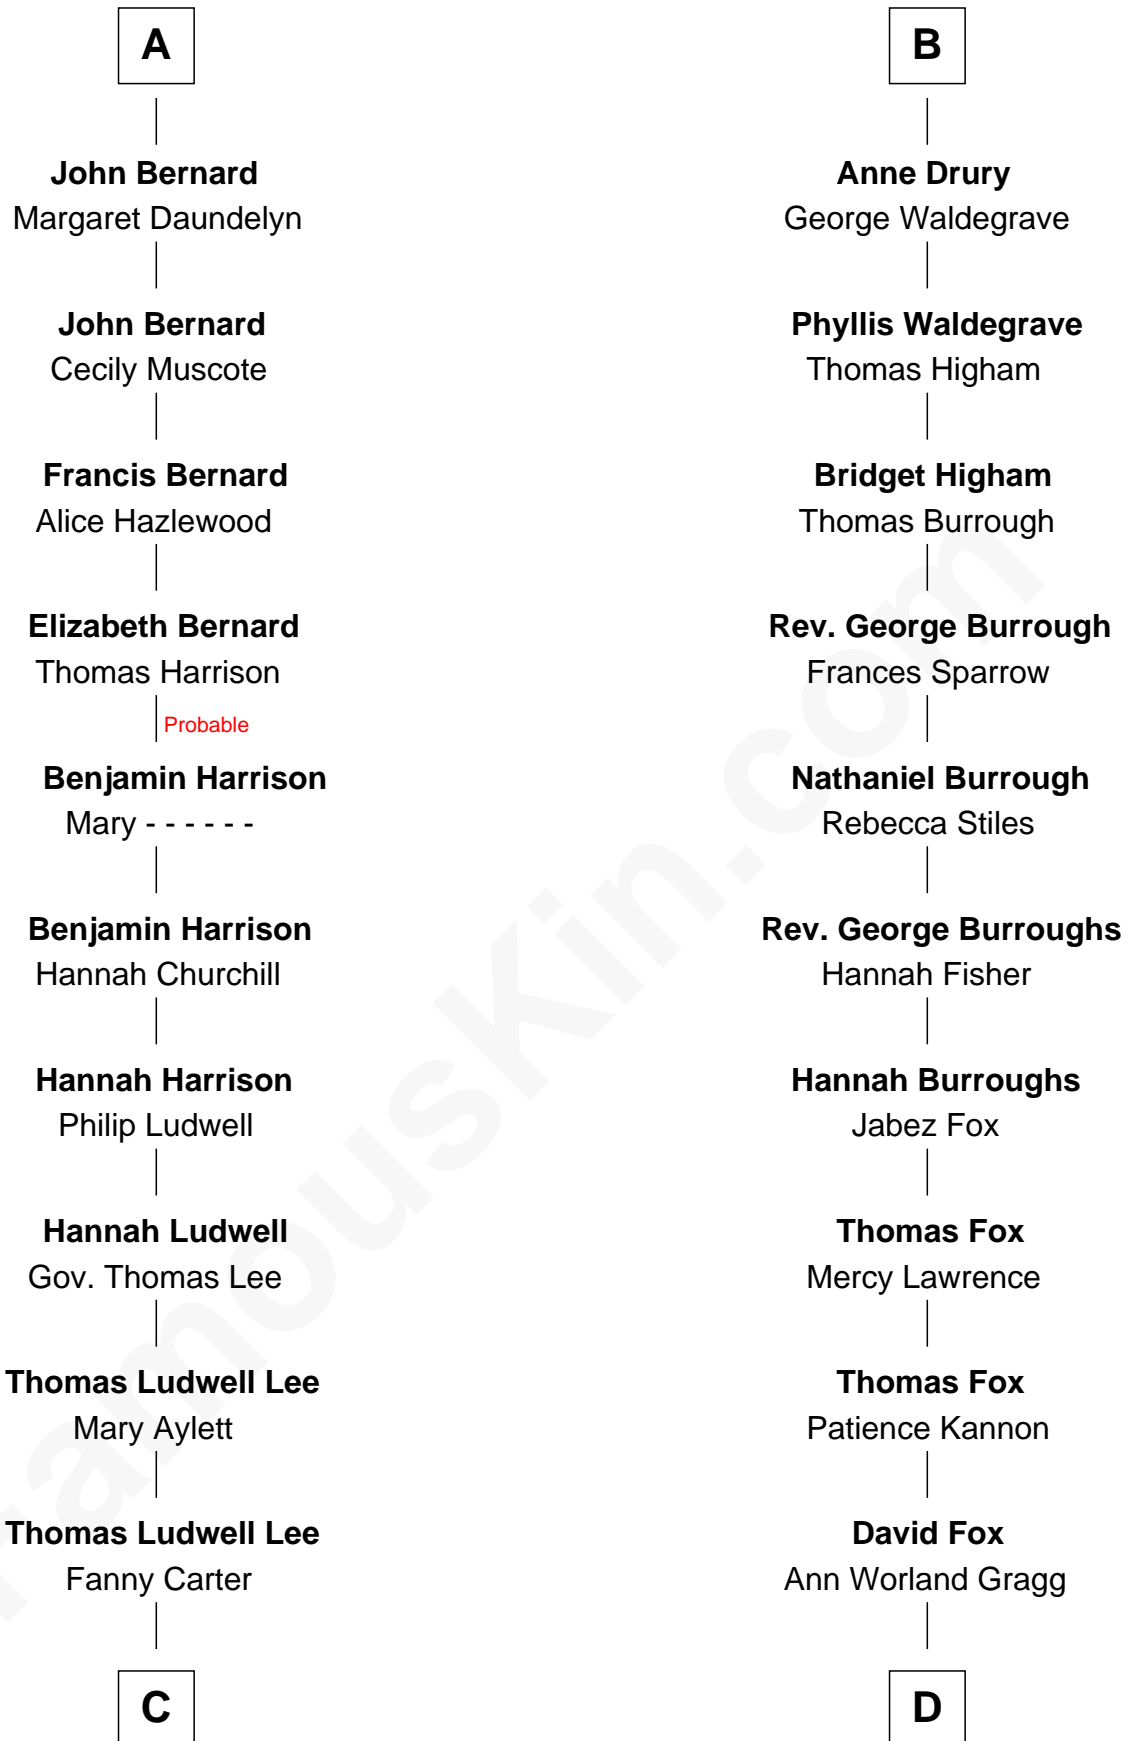 A
John Bernard
Margaret Daundelyn
John Bernard
Cecily Muscote
Francis Bernard
Alice Hazlewood
Elizabeth Bernard
Thomas Harrison
Probable
Benjamin Harrison
Mary - - - - - -
Benjamin Harrison
Hannah Churchill
Hannah Harrison
Philip Ludwell
Hannah Ludwell
Gov. Thomas Lee
Thomas Ludwell Lee
Mary Aylett
Thomas Ludwell Lee
Fanny Carter
C
B
Anne Drury
George Waldegrave
Phyllis Waldegrave
Thomas Higham
Bridget Higham
Thomas Burrough
Rev. George Burrough
Frances Sparrow
Nathaniel Burrough
Rebecca Stiles
Rev. George Burroughs
Hannah Fisher
Hannah Burroughs
Jabez Fox
Thomas Fox
Mercy Lawrence
Thomas Fox
Patience Kannon
David Fox
Ann Worland Gragg
D
FamousKin.com